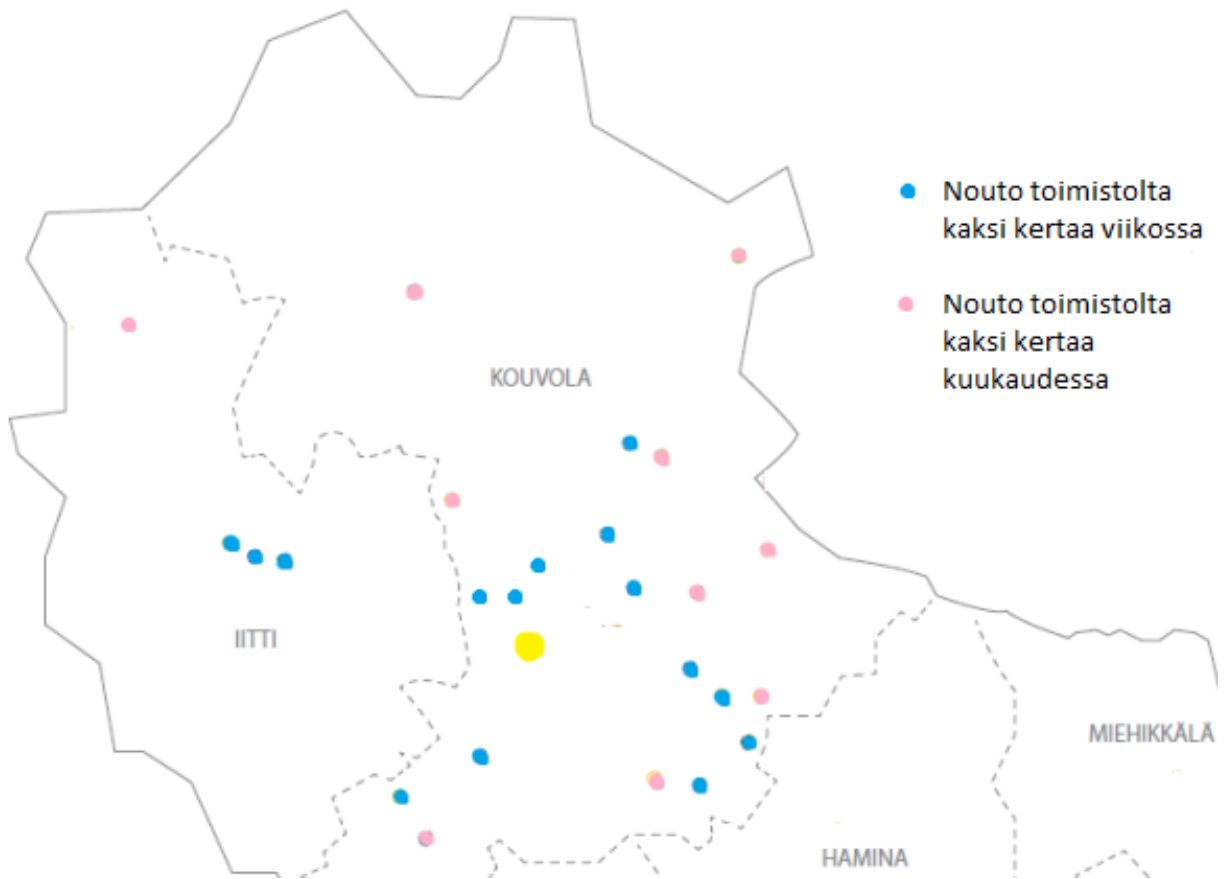 Nouto toimistolta
kaksi kertaa viikossa
Nouto toimistolta
kaksi kertaa
kuukaudessa
KOUVOLA
IITTI
MIEHIKKÄLÄ
HAMINA